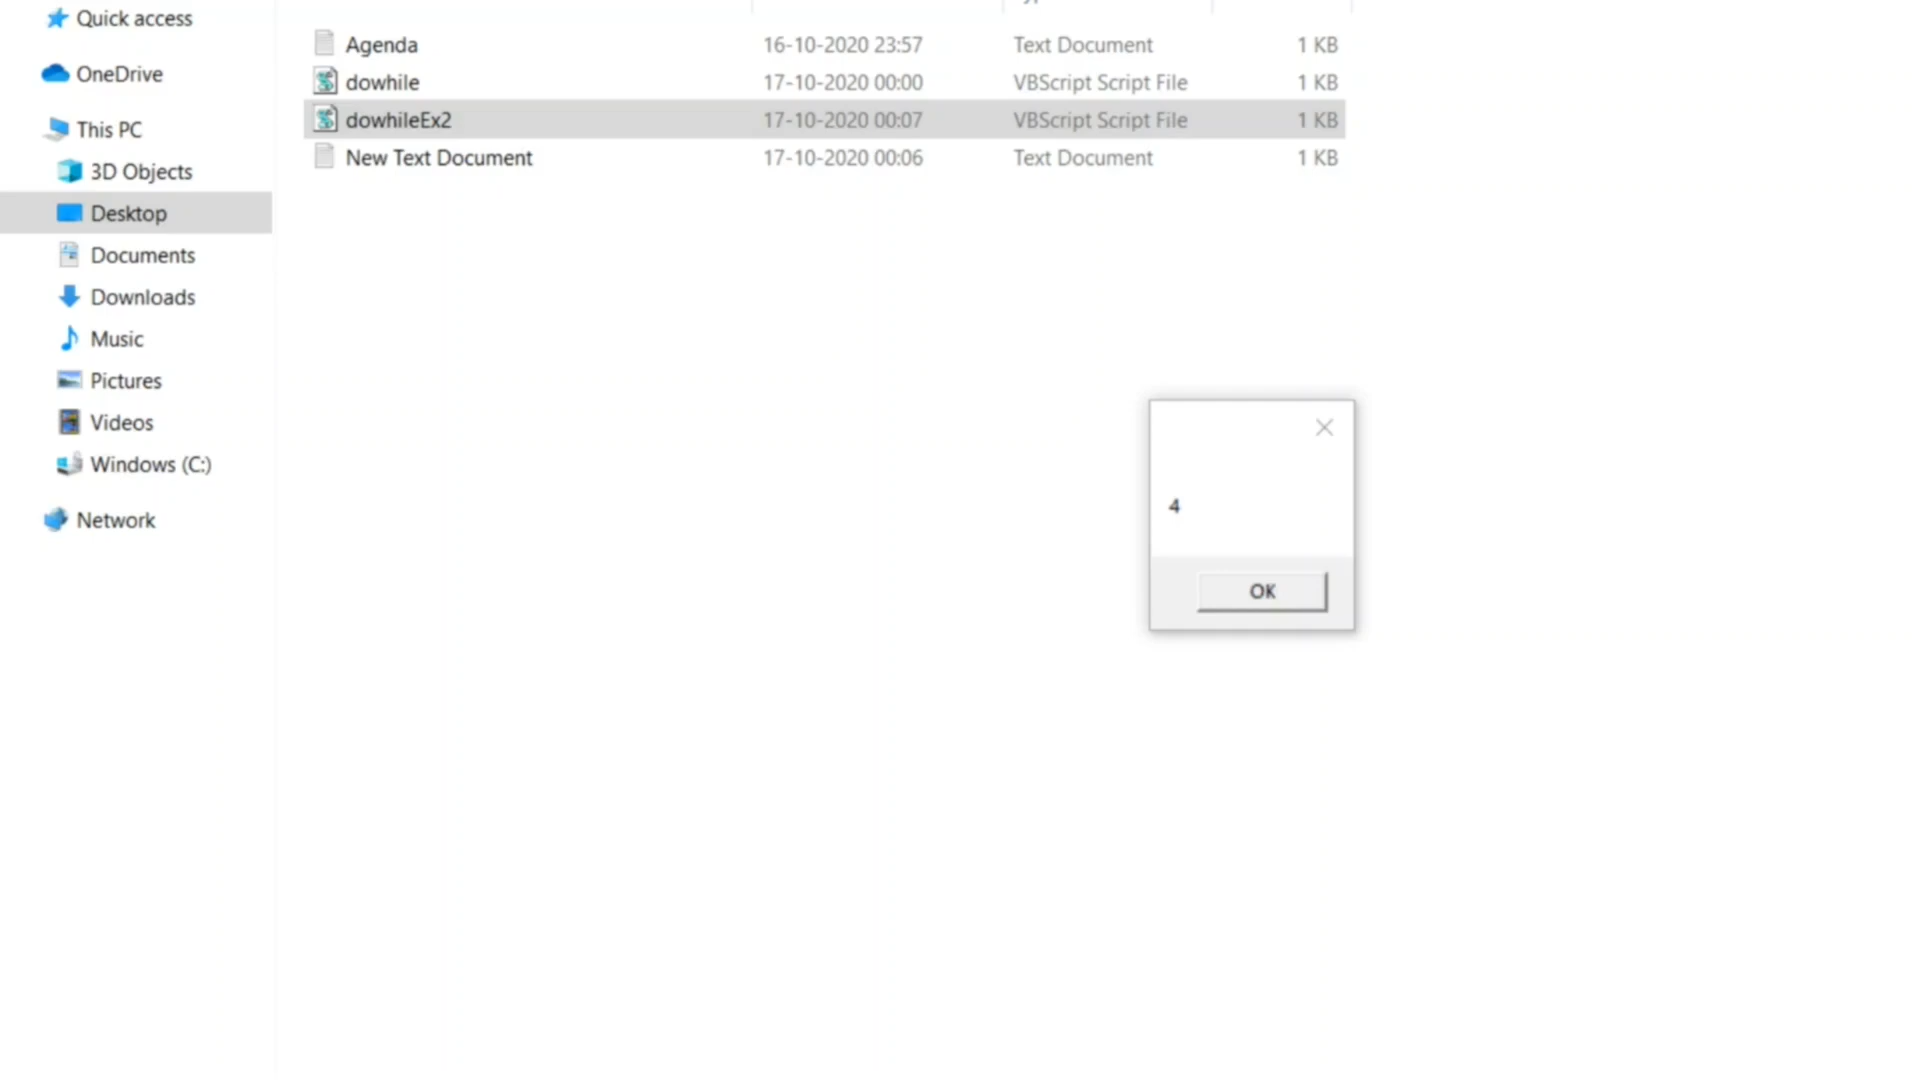 Quick access
OneDrive
This PC
3D Objects
Desktop
Documents
Downloads
Music
Pictures
Videos
Windows (C:)
Network
Agenda 16-10-2020 23:57 Text Document 1 KB
dowhile 17-10-2020 00:00 VBScript Script File 1 KB
dowhileEx2 17-10-2020 00:07 VBScript Script File 1 KB
New Text Document 17-10-2020 00:06 Text Document 1 KB
4
OK